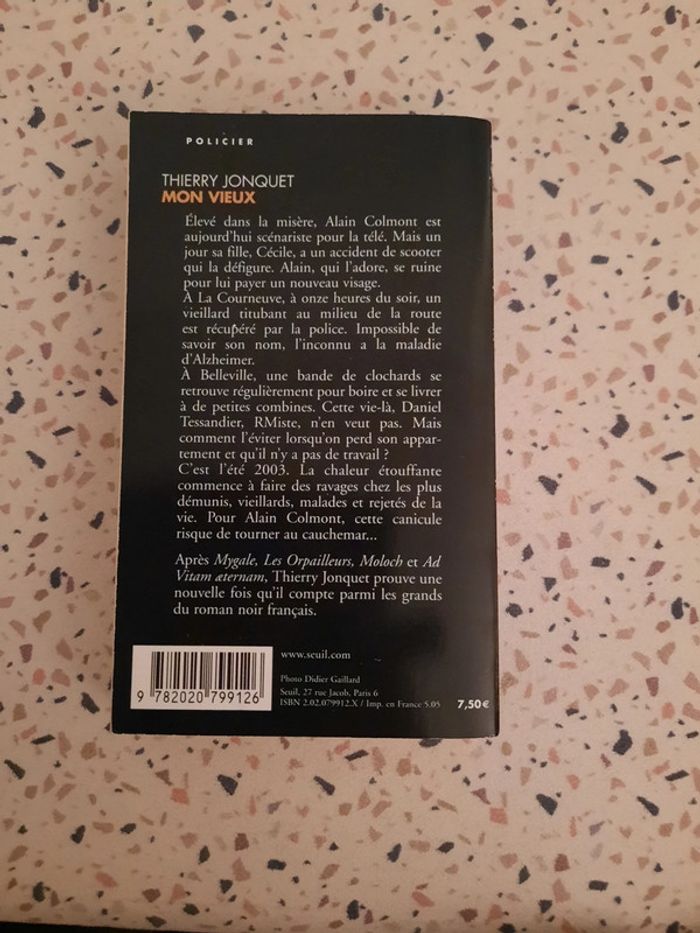 POLICIER
THIERRY JONQUET
MON VIEUX
Élevé dans la misère, Alain Colmont est
aujourd'hui scénariste pour la télé. Mais un
jour sa fille, Cécile, a un accident de scooter
qui la défigure. Alain, qui l'adore, se ruine
pour lui payer un nouveau visage.
À La Courneuve, à onze heures du soir, un
vieillard titubant au milieu de la route
est récupéré par la police. Impossible de
savoir son nom, l'inconnu a la maladie
d'Alzheimer.
À Belleville, une bande de clochards se
retrouve régulièrement pour boire et se livrer
à de petites combines. Cette vie-là, Daniel
Tessandier, RMiste, n'en veut pas. Mais
comment l'éviter lorsqu'on perd son appar-
tement et qu'il n'y a pas de travail ?
C'est l'été 2003. La chaleur étouffante
commence à faire des ravages chez les plus
démunis, vieillards, malades et rejetés de la
vie. Pour Alain Colmont, cette canicule
risque de tourner au cauchemar...
Après Mygale, Les Orpailleurs, Moloch et Ad
Vitam æternam, Thierry Jonquet prouve une
nouvelle fois qu'il compte parmi les grands
du roman noir français.
www.seuil.com
Photo Didier Gaillard
Seuil, 27 rue Jacob, Paris 6
ISBN 2.02.079912.X / Imp. en France 5.05
7,50€
9 782020 799126